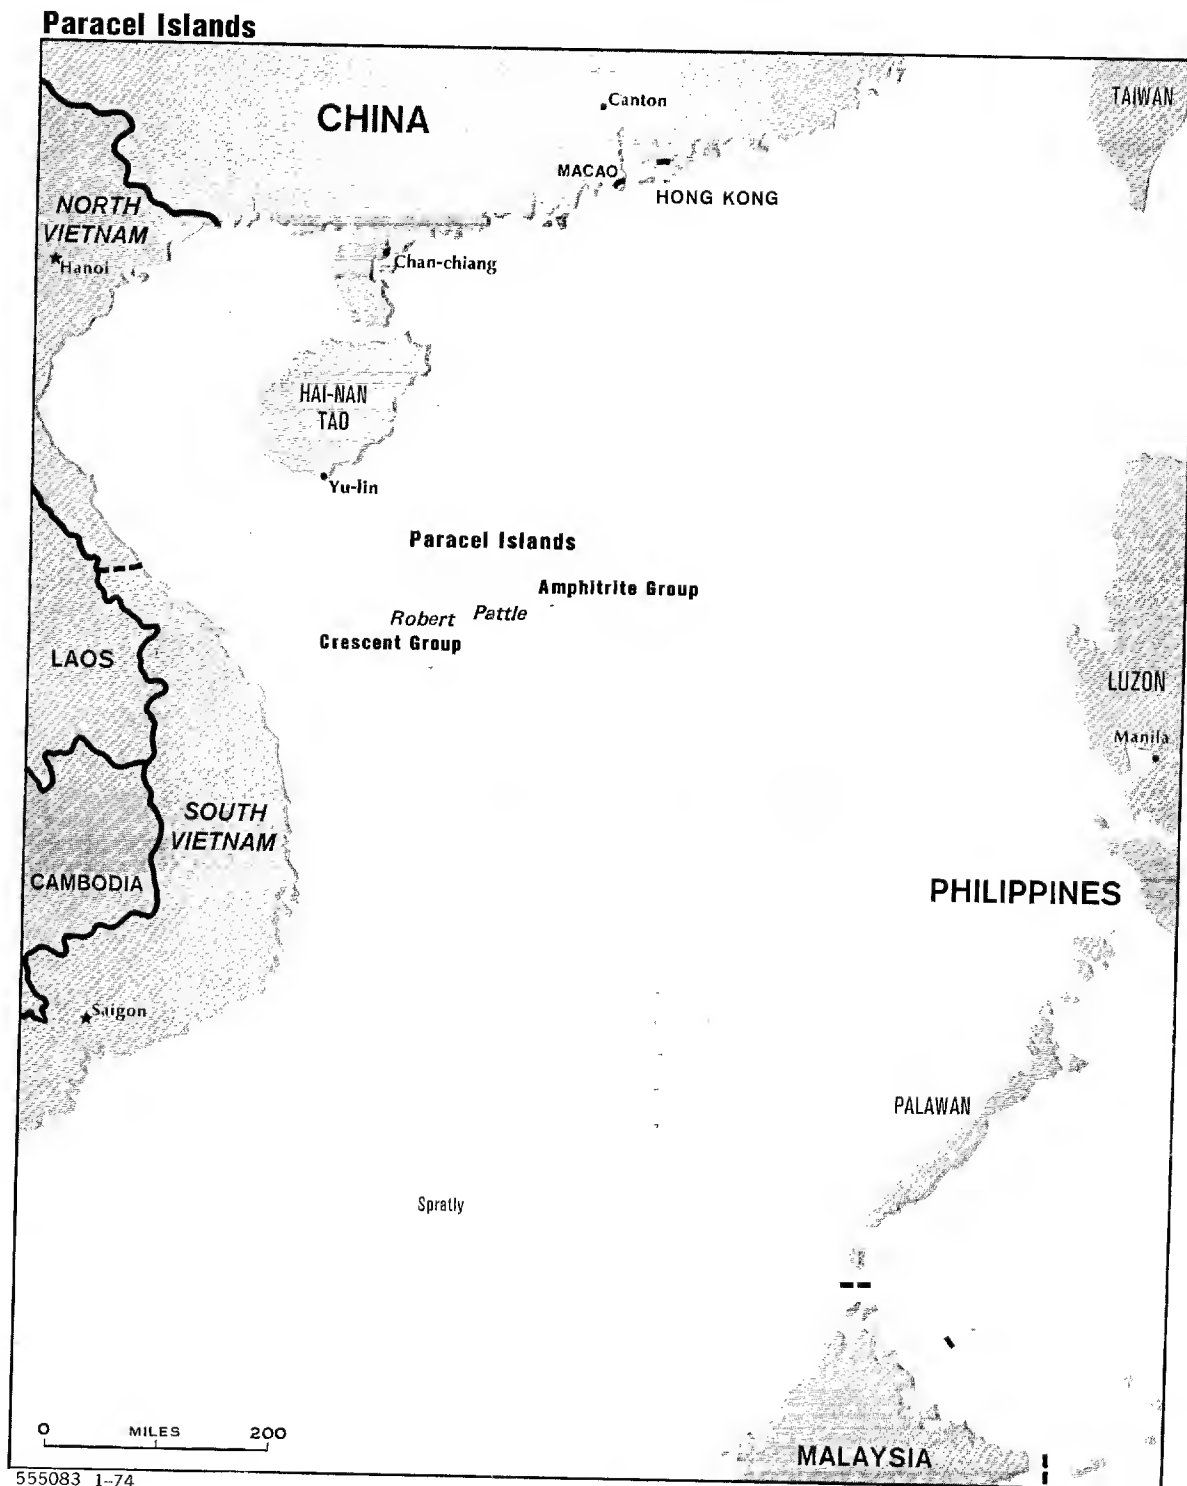 Paracel Islands
CHINA
Canton
TAIWAN
MACAO
HONG KONG
NORTH
VIETNAM
Hanoi
Chan-chiang
HAI-NAN
TAO
Yu-lin
Paracel Islands
Amphitrite Group
Robert
Pattle
Crescent Group
LAOS
LUZON
Manila
SOUTH
VIETNAM
CAMBODIA
PHILIPPINES
Saigon
PALAWAN
Spratly
0 MILES 200
MALAYSIA
555083 1-74